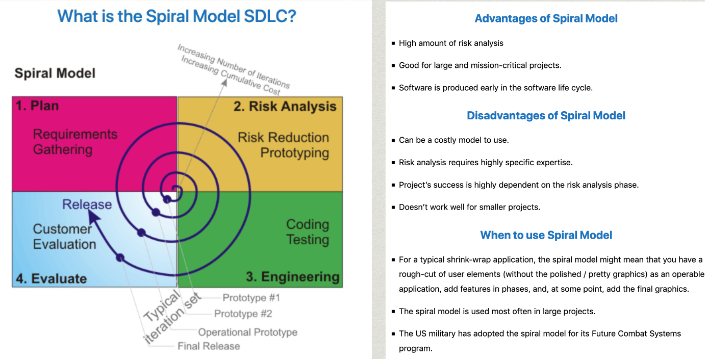 What is the Spiral Model SDLC?
Spiral Model
Increasing Number of Iterations
Increasing Cumulative Cost
1. Plan
Requirements
Gathering
2. Risk Analysis
Risk Reduction
Prototyping
Release
Customer
Evaluation
4. Evaluate
Coding
Testing
3. Engineering
Typical
iteration set
Prototype #1
Prototype #2
Operational Prototype
Final Release
Advantages of Spiral Model
▪ High amount of risk analysis
▪ Good for large and mission-critical projects.
▪ Software is produced early in the software life cycle.
Disadvantages of Spiral Model
▪ Can be a costly model to use.
▪ Risk analysis requires highly specific expertise.
▪ Project's success is highly dependent on the risk analysis phase.
▪ Doesn't work well for smaller projects.
When to use Spiral Model
▪ For a typical shrink-wrap application, the spiral model might mean that you have a
rough-cut of user elements (without the polished / pretty graphics) as an operable
application, add features in phases, and, at some point, add the final graphics.
▪ The spiral model is used most often in large projects.
▪ The US military has adopted the spiral model for its Future Combat Systems
program.